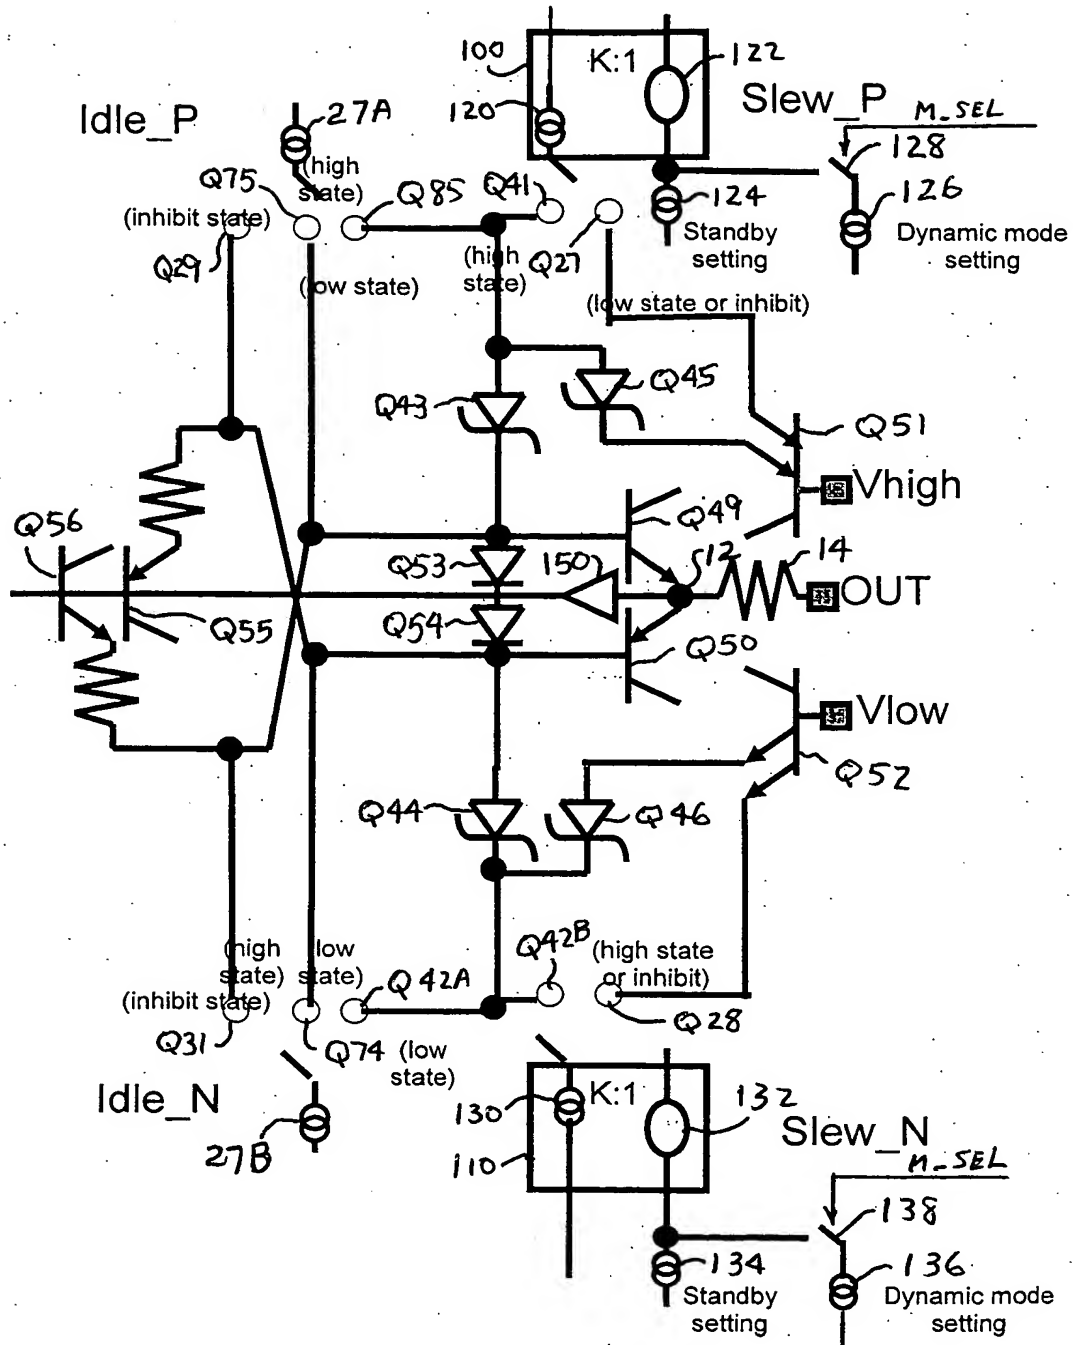 100
K:1
122
Slew_P
M_SEL
Idle_P
27A
120
128
(high
state)
Q75
Q85
Q41
124
126
(inhibit state)
Standby
setting
Dynamic mode
setting
Q29
(high
state)
Q27
(low state)
(low state or inhibit)
Q43
Q45
Q51
Vhigh
Q49
Q56
Q53
150
12
14
OUT
Q55
Q54
Q50
Vlow
Q52
Q44
Q46
Q42B
(high
state)
low
state)
(high state
or inhibit)
Q42A
(inhibit state)
Q31
Q74
(low
state)
Q28
Idle_N
27B
130
K:1
132
Slew_N
M_SEL
110
138
134
136
Standby
setting
Dynamic mode
setting